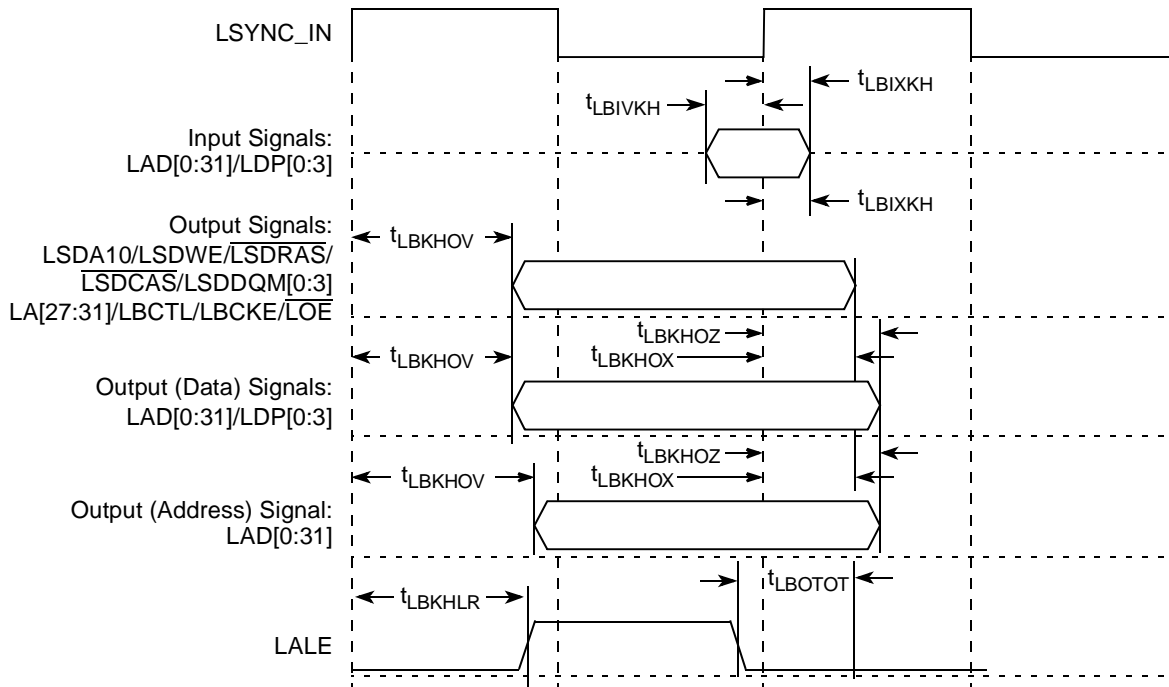 LSYNC_IN
tLBIXKH
tLBIVKH
Input Signals:
LAD[0:31]/LDP[0:3]
tLBIXKH
Output Signals:
LSDA10/LSDWE/LSDRAS/
LSDCAS/LSDDQM[0:3]
LA[27:31]/LBCTL/LBCKE/LOE
tLBKHOV
tLBKHOZ
tLBKHOV
tLBKHOX
Output (Data) Signals:
LAD[0:31]/LDP[0:3]
tLBKHOZ
tLBKHOV
tLBKHOX
Output (Address) Signal:
LAD[0:31]
tLBOTOT
tLBKHLR
LALE